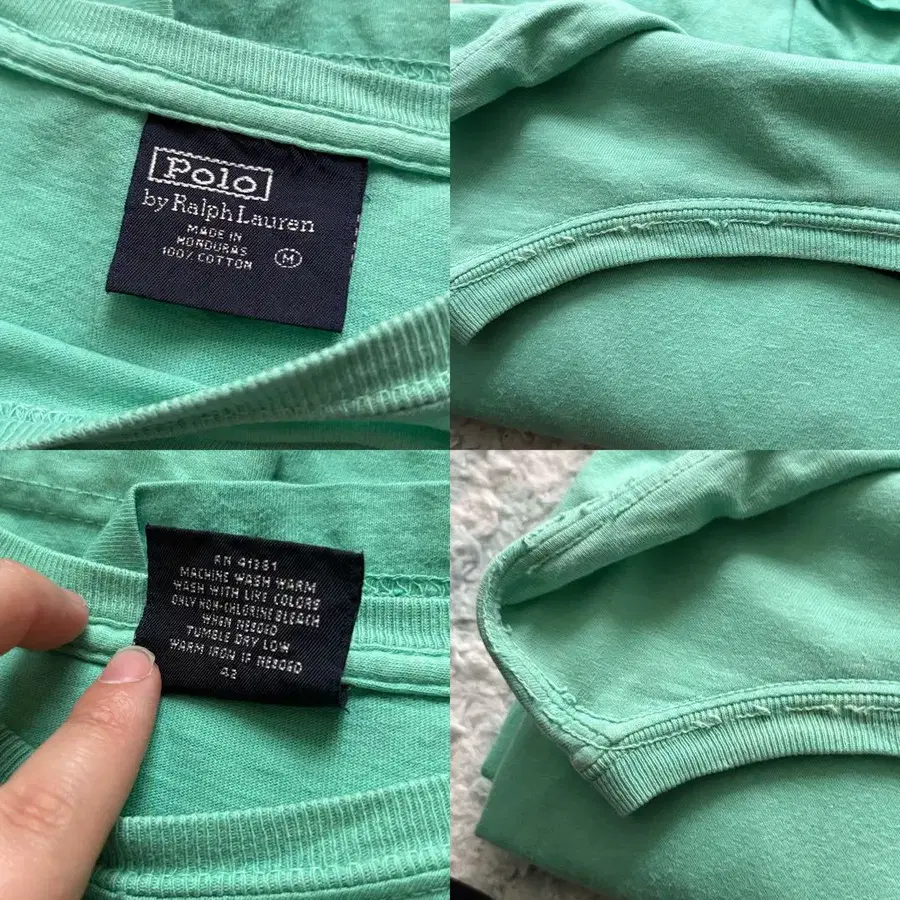 Polo
by Ralph Lauren
MADE IN
HONDURAS
100% COTTON
M
RN 41381
MACHINE WASH WARM
WASH WITH LIKE COLORS
ONLY NON-CHLORINE BLEACH
WHEN NEEDED
TUMBLE DRY LOW
WARM IRON IF NEEDED
42